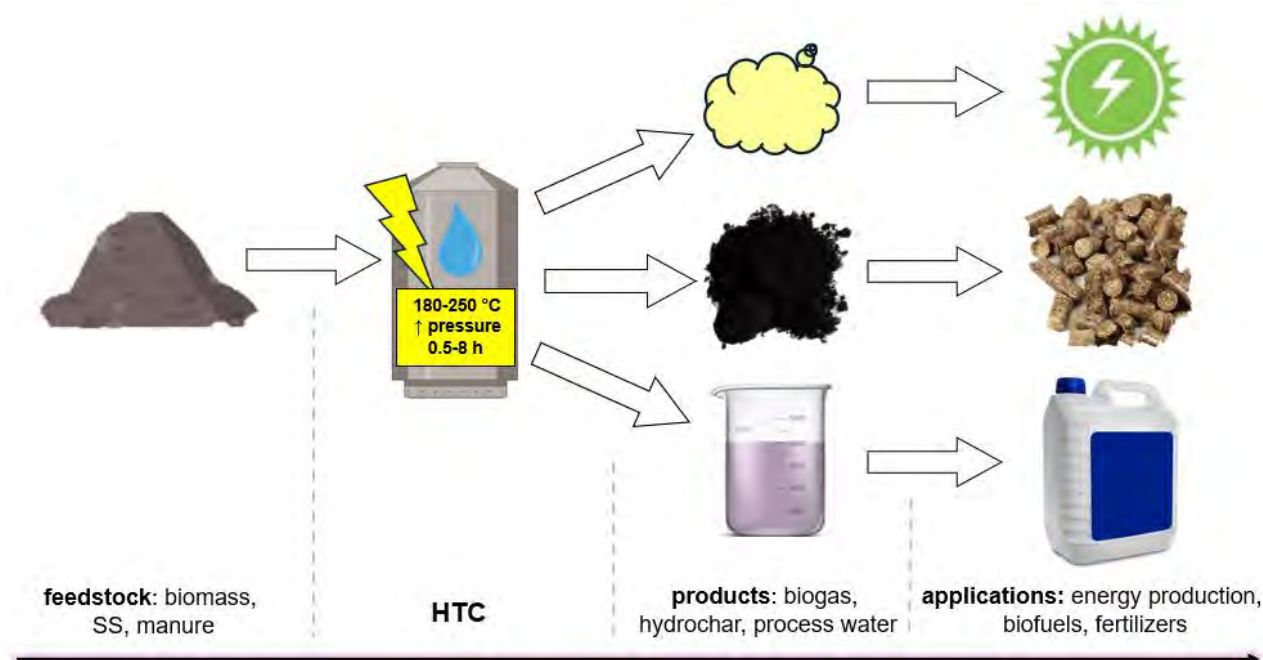 180-250 °C
↑ pressure
0.5-8 h
feedstock: biomass,
SS, manure
HTC
products: biogas,
hydrochar, process water
applications: energy production,
biofuels, fertilizers